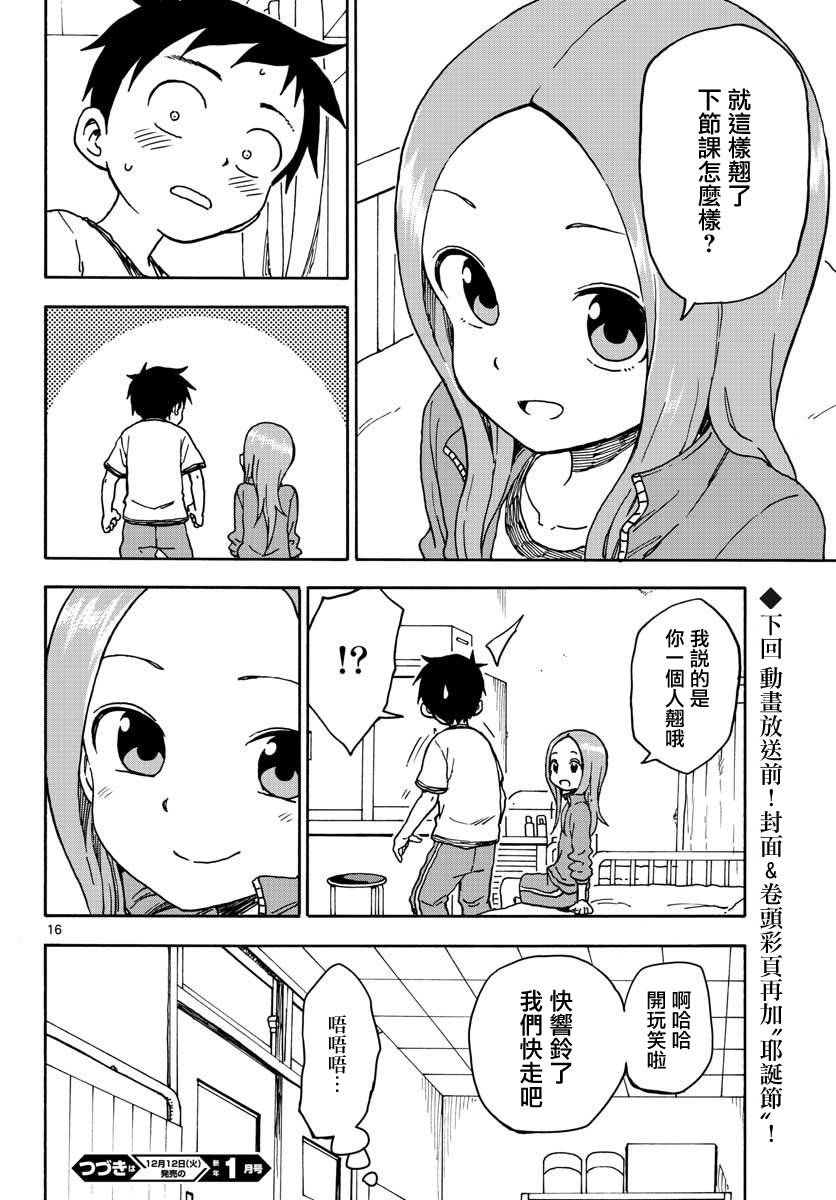 就這樣翹了
下節課怎麼樣?
我說的是
你一個人翹哦
!?
◆下回 動畫放送前!封面&卷頭彩頁再加"耶誕節"!
16
啊哈哈
開玩笑啦
快響鈴了
我們快走吧
唔唔唔…
つづきは
12月12日(火)
発売の
新年
1月号